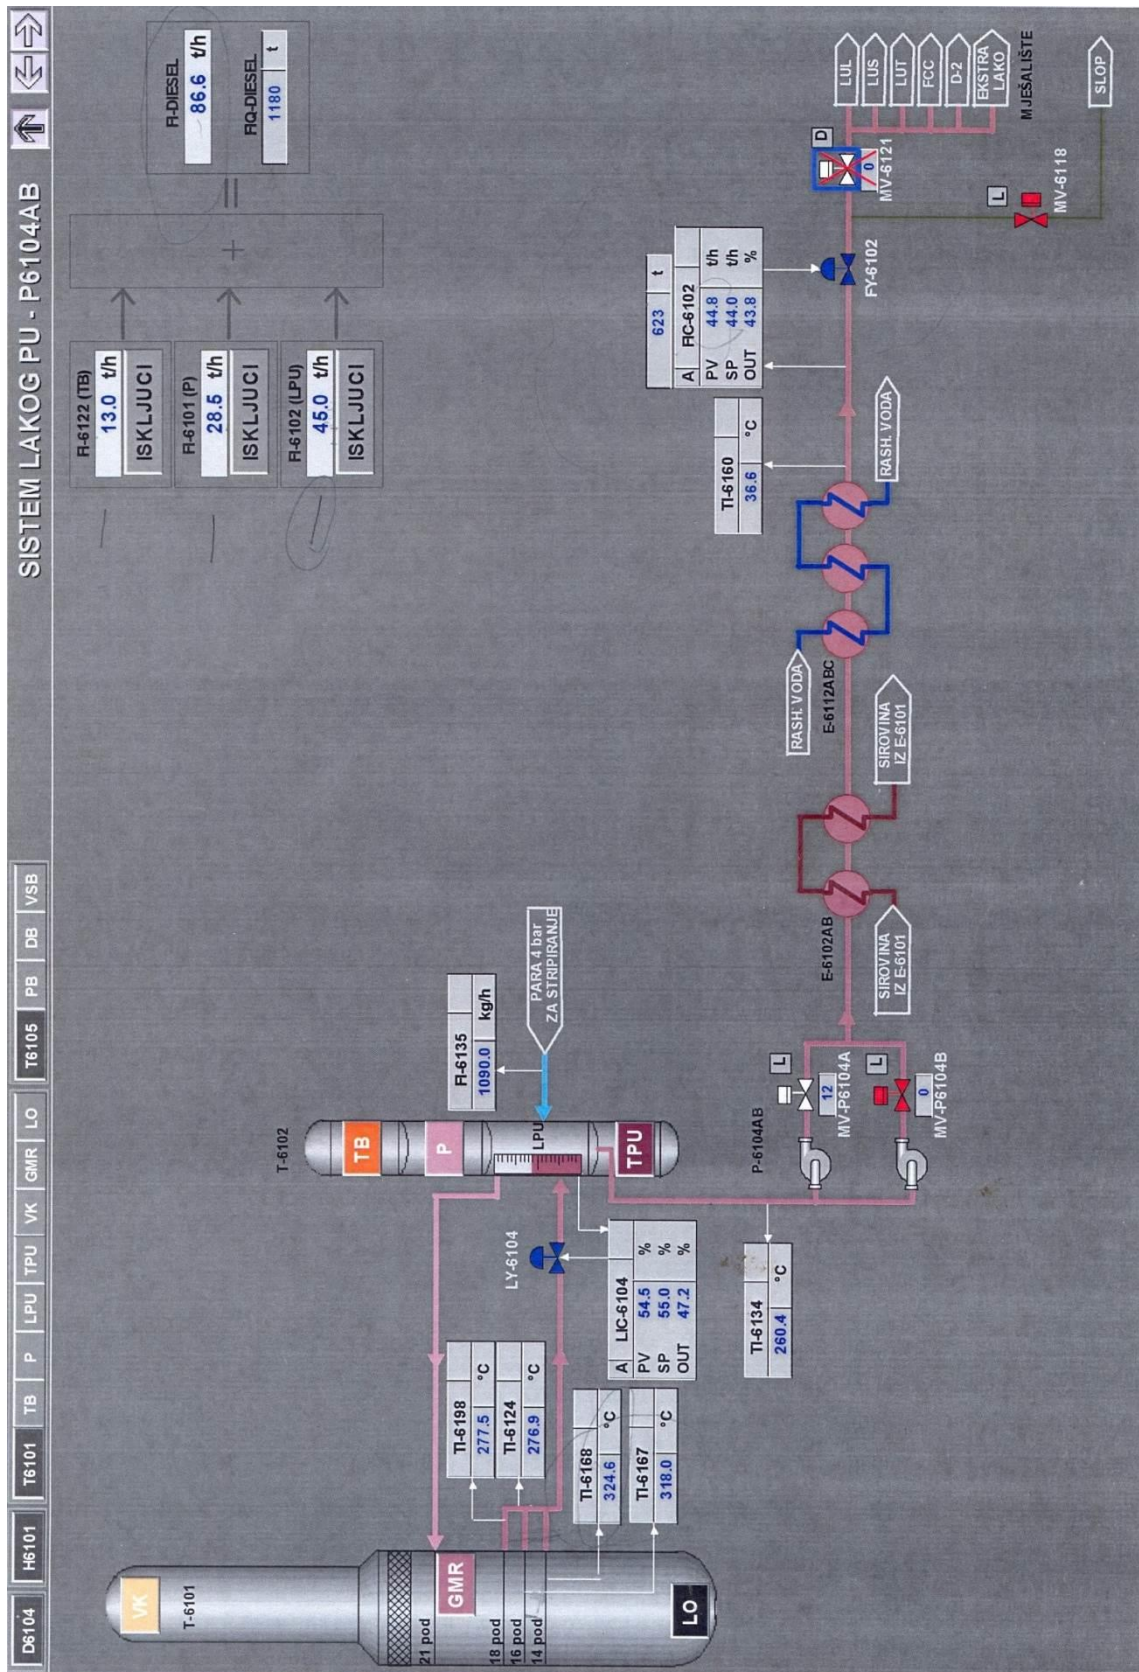 D6104 H6101 T6101 TB P LPU TPU VK GMR LO T6105 PB DB VSB
SISTEM LAKOG PU - P6104AB
FI-6122 (TB)
13.0 t/h
ISKLJUCI
FI-6101 (P)
28.5 t/h
ISKLJUCI
FI-6102 (LPU)
45.0 t/h
ISKLJUCI
+
=
FI-DIESEL
86.6 t/h
FIQ-DIESEL
1180 t
VK
T-6101
21 pod
GMR
18 pod
16 pod
14 pod
LO
TI-6198
277.5 °C
TI-6124
276.9 °C
TI-6168
324.6 °C
TI-6167
318.0 °C
LY-6104
A LIC-6104
PV 54.5 %
SP 55.0 %
OUT 47.2 %
T-6102
TB
P
LPU
TPU
FI-6135
1090.0 kg/h
PARA 4 bar
ZA STRIPIRANJE
TI-6134
260.4 °C
P-6104AB
L
12
MV-P6104A
L
0
MV-P6104B
E-6102AB
SIROVINA
IZ E-6101
SIROVINA
IZ E-6101
RASH. VODA
E-6112ABC
RASH. VODA
TI-6160
36.6 °C
623 t
A FIC-6102
PV 44.8 t/h
SP 44.0 t/h
OUT 43.8 %
FY-6102
D
0
MV-6121
L
MV-6118
LUL
LUS
LUT
FCC
D-2
EKSTRA
LAKO
MJEŠALIŠTE
SLOP